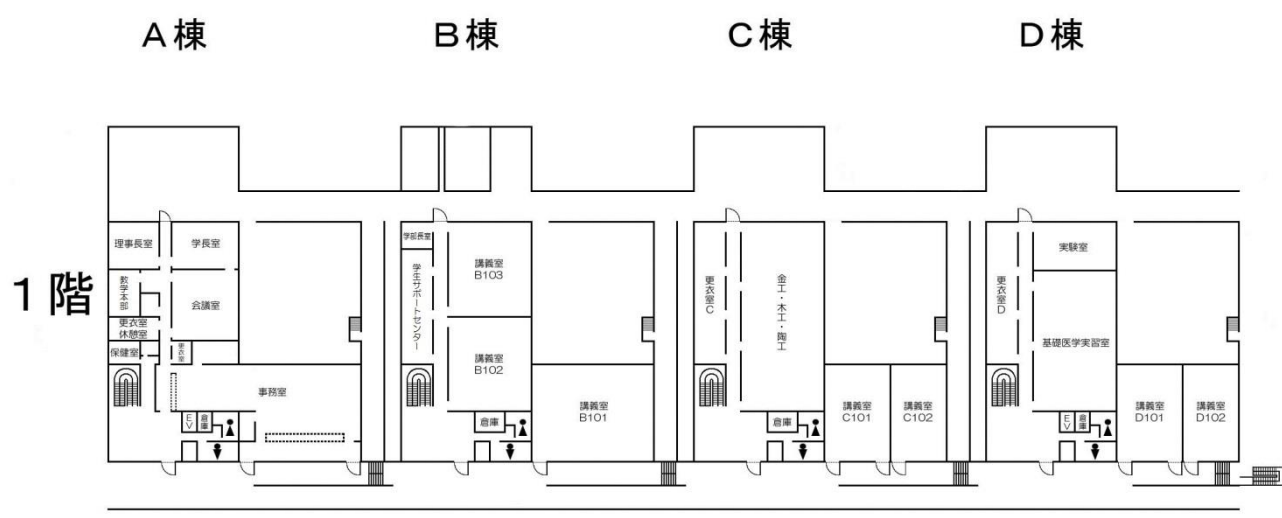 A棟
B棟
C棟
D棟
1階
理事長室
学長室
教学本部
会議室
更衣室
休憩室
保健室
更衣室
事務室
EV
倉庫
学部長室
学生サポートセンター
講義室
B103
講義室
B102
講義室
B101
倉庫
更衣室C
金工・木工・陶工
講義室
C101
講義室
C102
倉庫
更衣室D
実験室
基礎医学実習室
講義室
D101
講義室
D102
EV
倉庫